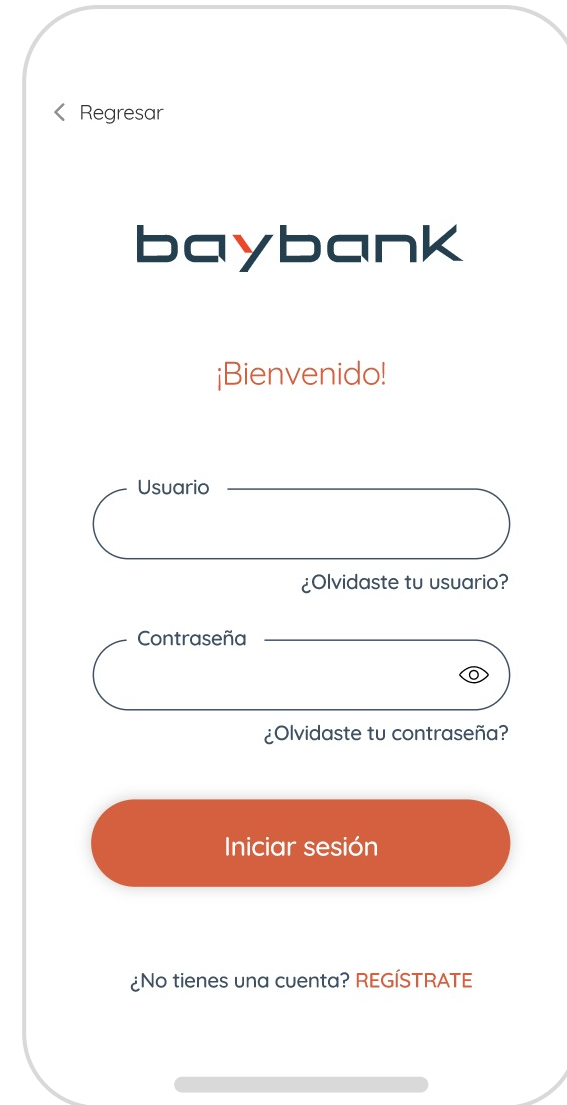 Regresar
baybank
¡Bienvenido!
Usuario
¿Olvidaste tu usuario?
Contraseña
¿Olvidaste tu contraseña?
Iniciar sesión
¿No tienes una cuenta? REGÍSTRATE